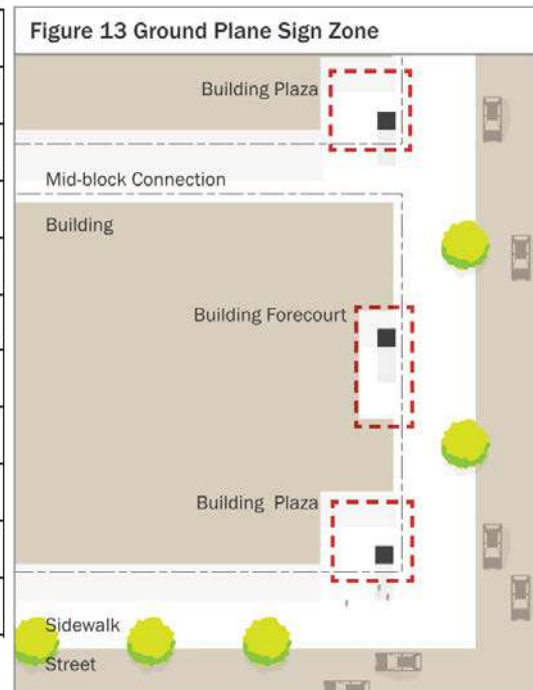 Figure 13 Ground Plane Sign Zone
Building Plaza
Mid-block Connection
Building
Building Forecourt
Building Plaza
Sidewalk
Street